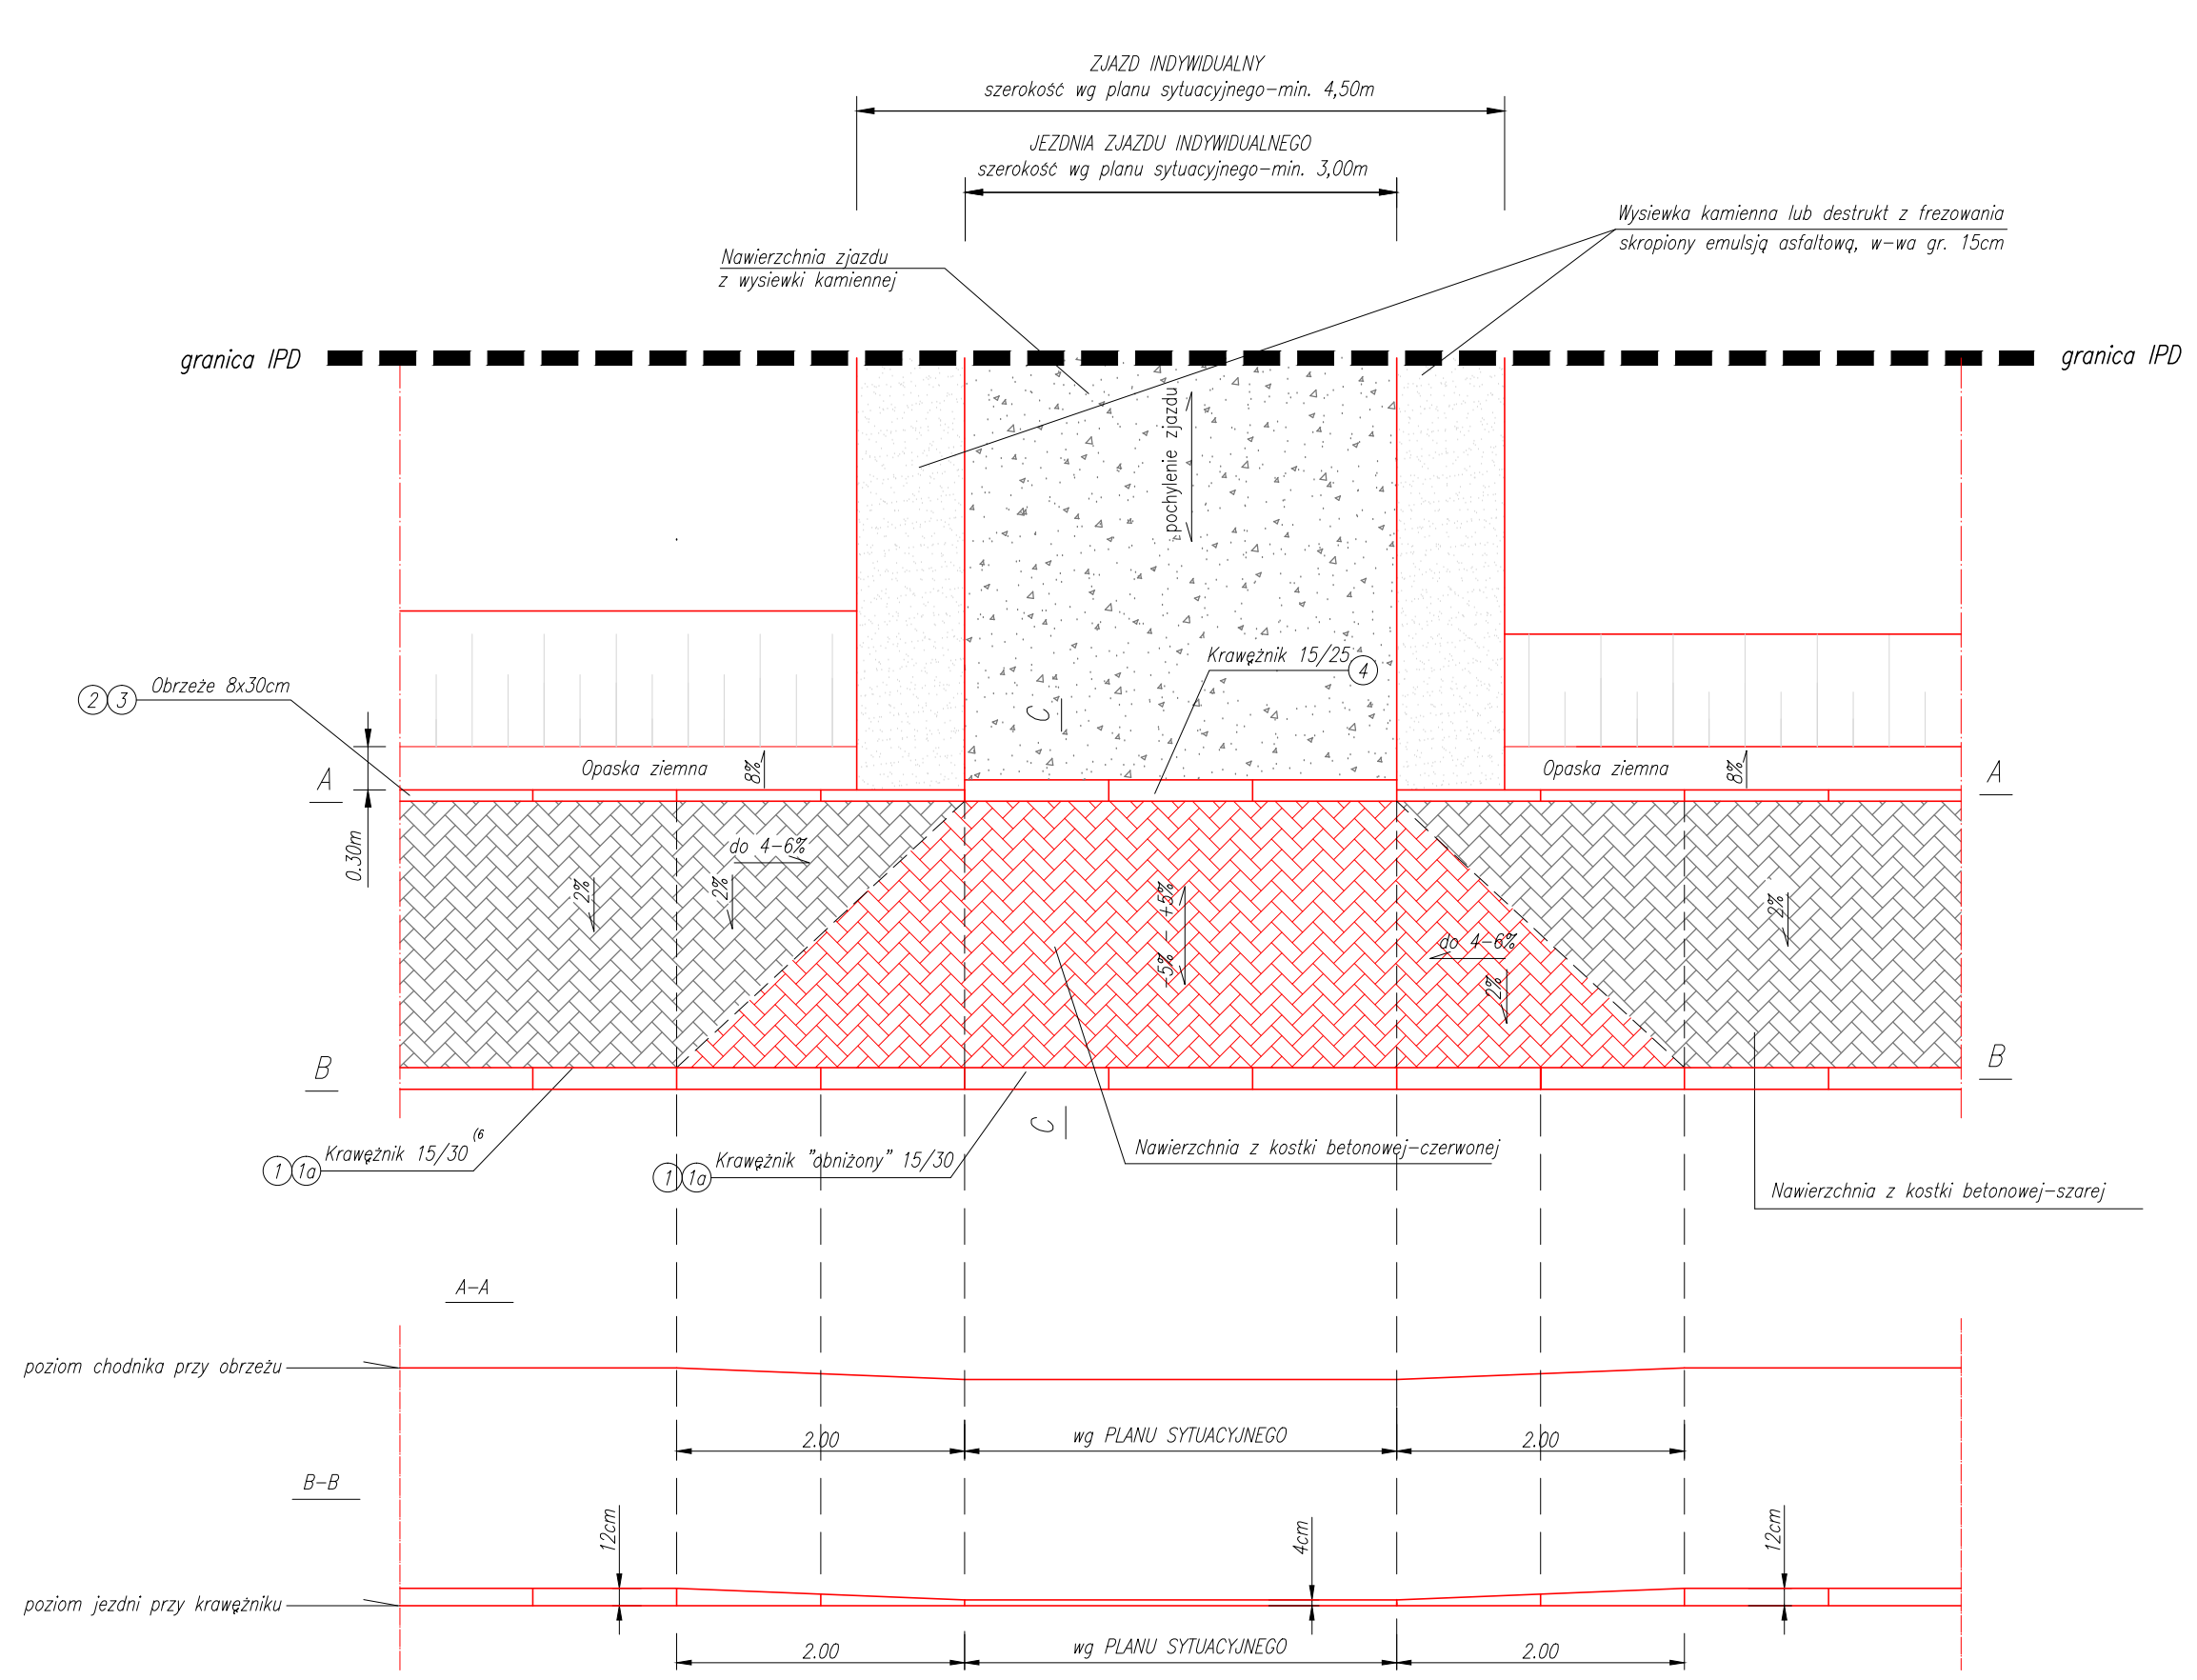 ZJAZD INDYWIDUALNY
szerokość wg planu sytuacyjnego-min. 4,50m
JEZDNIA ZJAZDU INDYWIDUALNEGO
szerokość wg planu sytuacyjnego-min. 3,00m
Wysiewka kamienna lub destrukt z frezowania
skropiony emulsją asfaltową, w-wa gr. 15cm
Nawierzchnia zjazdu
z wysiewki kamiennej
granica IPD
granica IPD
pochylenie zjazdu
Krawężnik 15/25
4
2 3 Obrzeże 8x30cm
C
Opaska ziemna
8%
Opaska ziemna
8%
A
A
0.30m
do 4-6%
2%
2%
-5% - +5%
do 4-6%
2%
2%
B
B
C
1 1a Krawężnik 15/30 (6
1 1a Krawężnik "obniżony" 15/30
Nawierzchnia z kostki betonowej-czerwonej
Nawierzchnia z kostki betonowej-szarej
A-A
poziom chodnika przy obrzeżu
2.00
wg PLANU SYTUACYJNEGO
2.00
B-B
12cm
4cm
12cm
poziom jezdni przy krawężniku
2.00
wg PLANU SYTUACYJNEGO
2.00